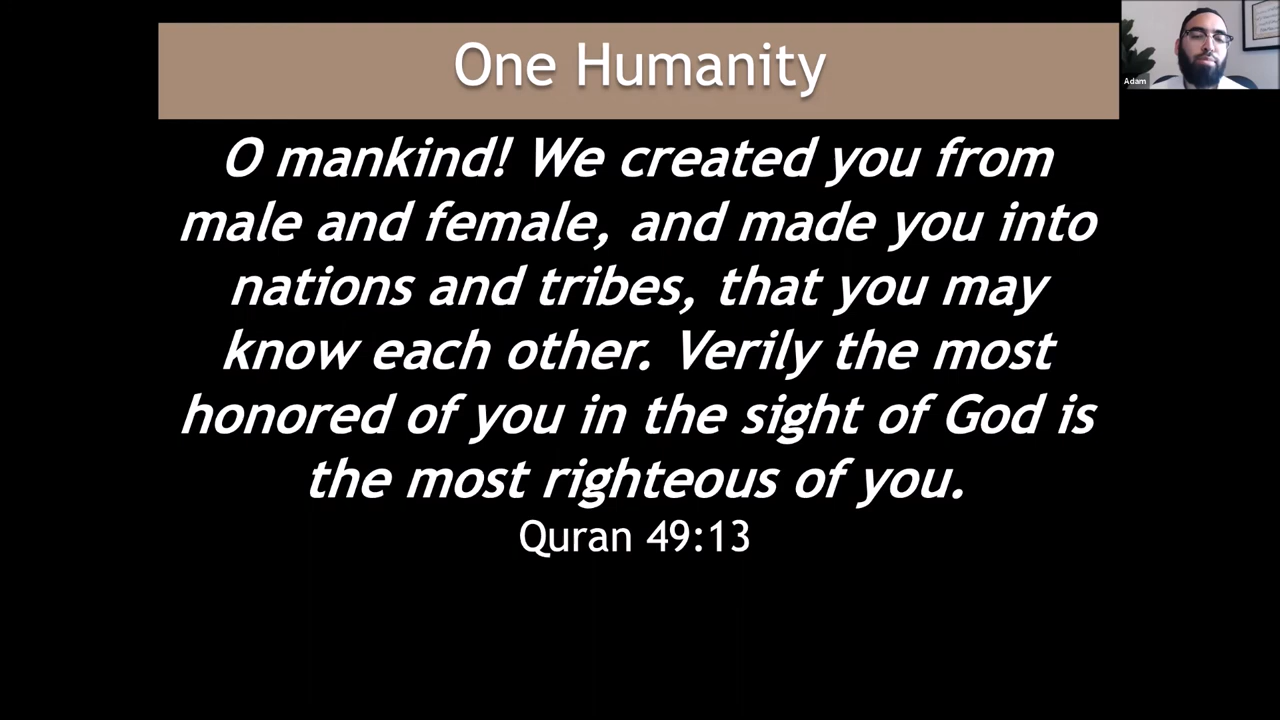 One Humanity
Adam
O mankind! We created you from
male and female, and made you into
nations and tribes, that you may
know each other. Verily the most
honored of you in the sight of God is
the most righteous of you.
Quran 49:13